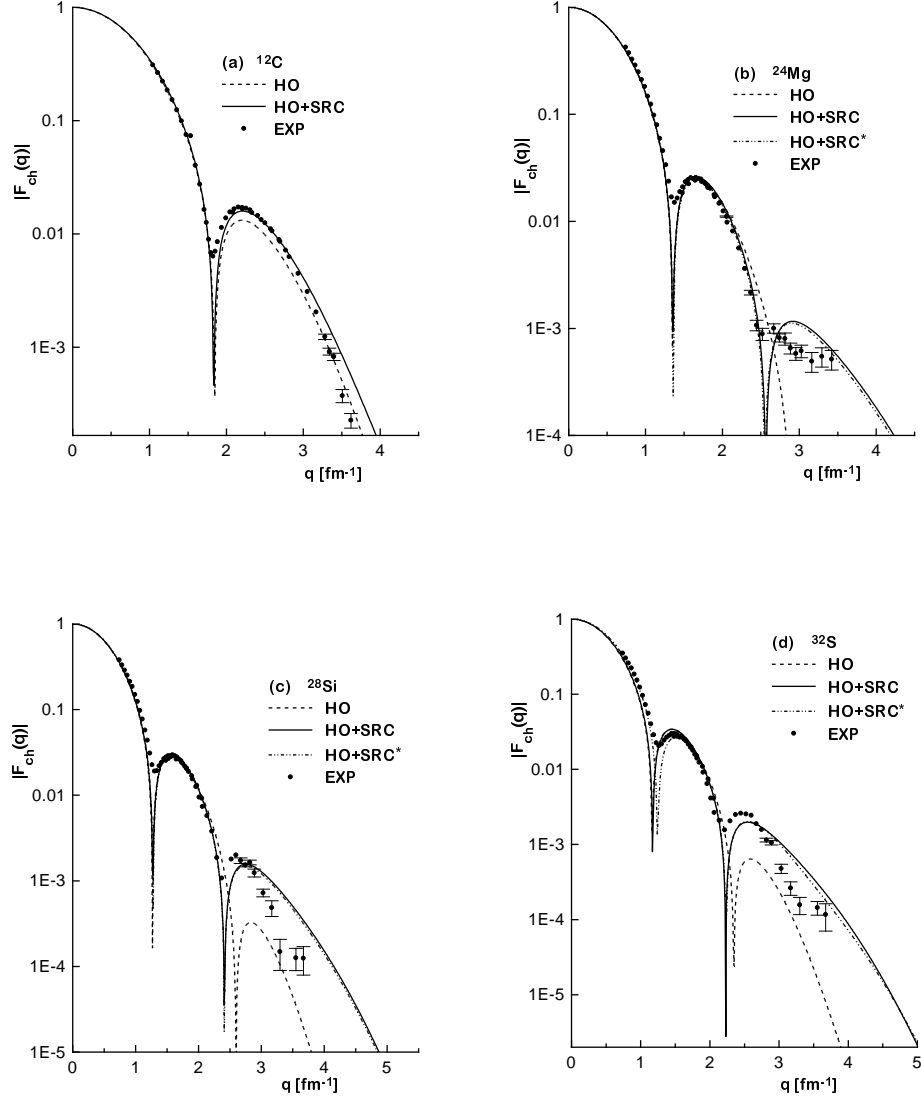 1
0.1
0.01
1E-3
|F_ch(q)|
(a) ¹²C
HO
HO+SRC
EXP
0 1 2 3 4
q [fm⁻¹]
1
0.1
0.01
1E-3
1E-4
|F_ch(q)|
(b) ²⁴Mg
HO
HO+SRC
HO+SRC*
EXP
0 1 2 3 4
q [fm⁻¹]
1
0.1
0.01
1E-3
1E-4
1E-5
|F_ch(q)|
(c) ²⁸Si
HO
HO+SRC
HO+SRC*
EXP
0 1 2 3 4 5
q [fm⁻¹]
1
0.1
0.01
1E-3
1E-4
1E-5
|F_ch(q)|
(d) ³²S
HO
HO+SRC
HO+SRC*
EXP
0 1 2 3 4 5
q [fm⁻¹]